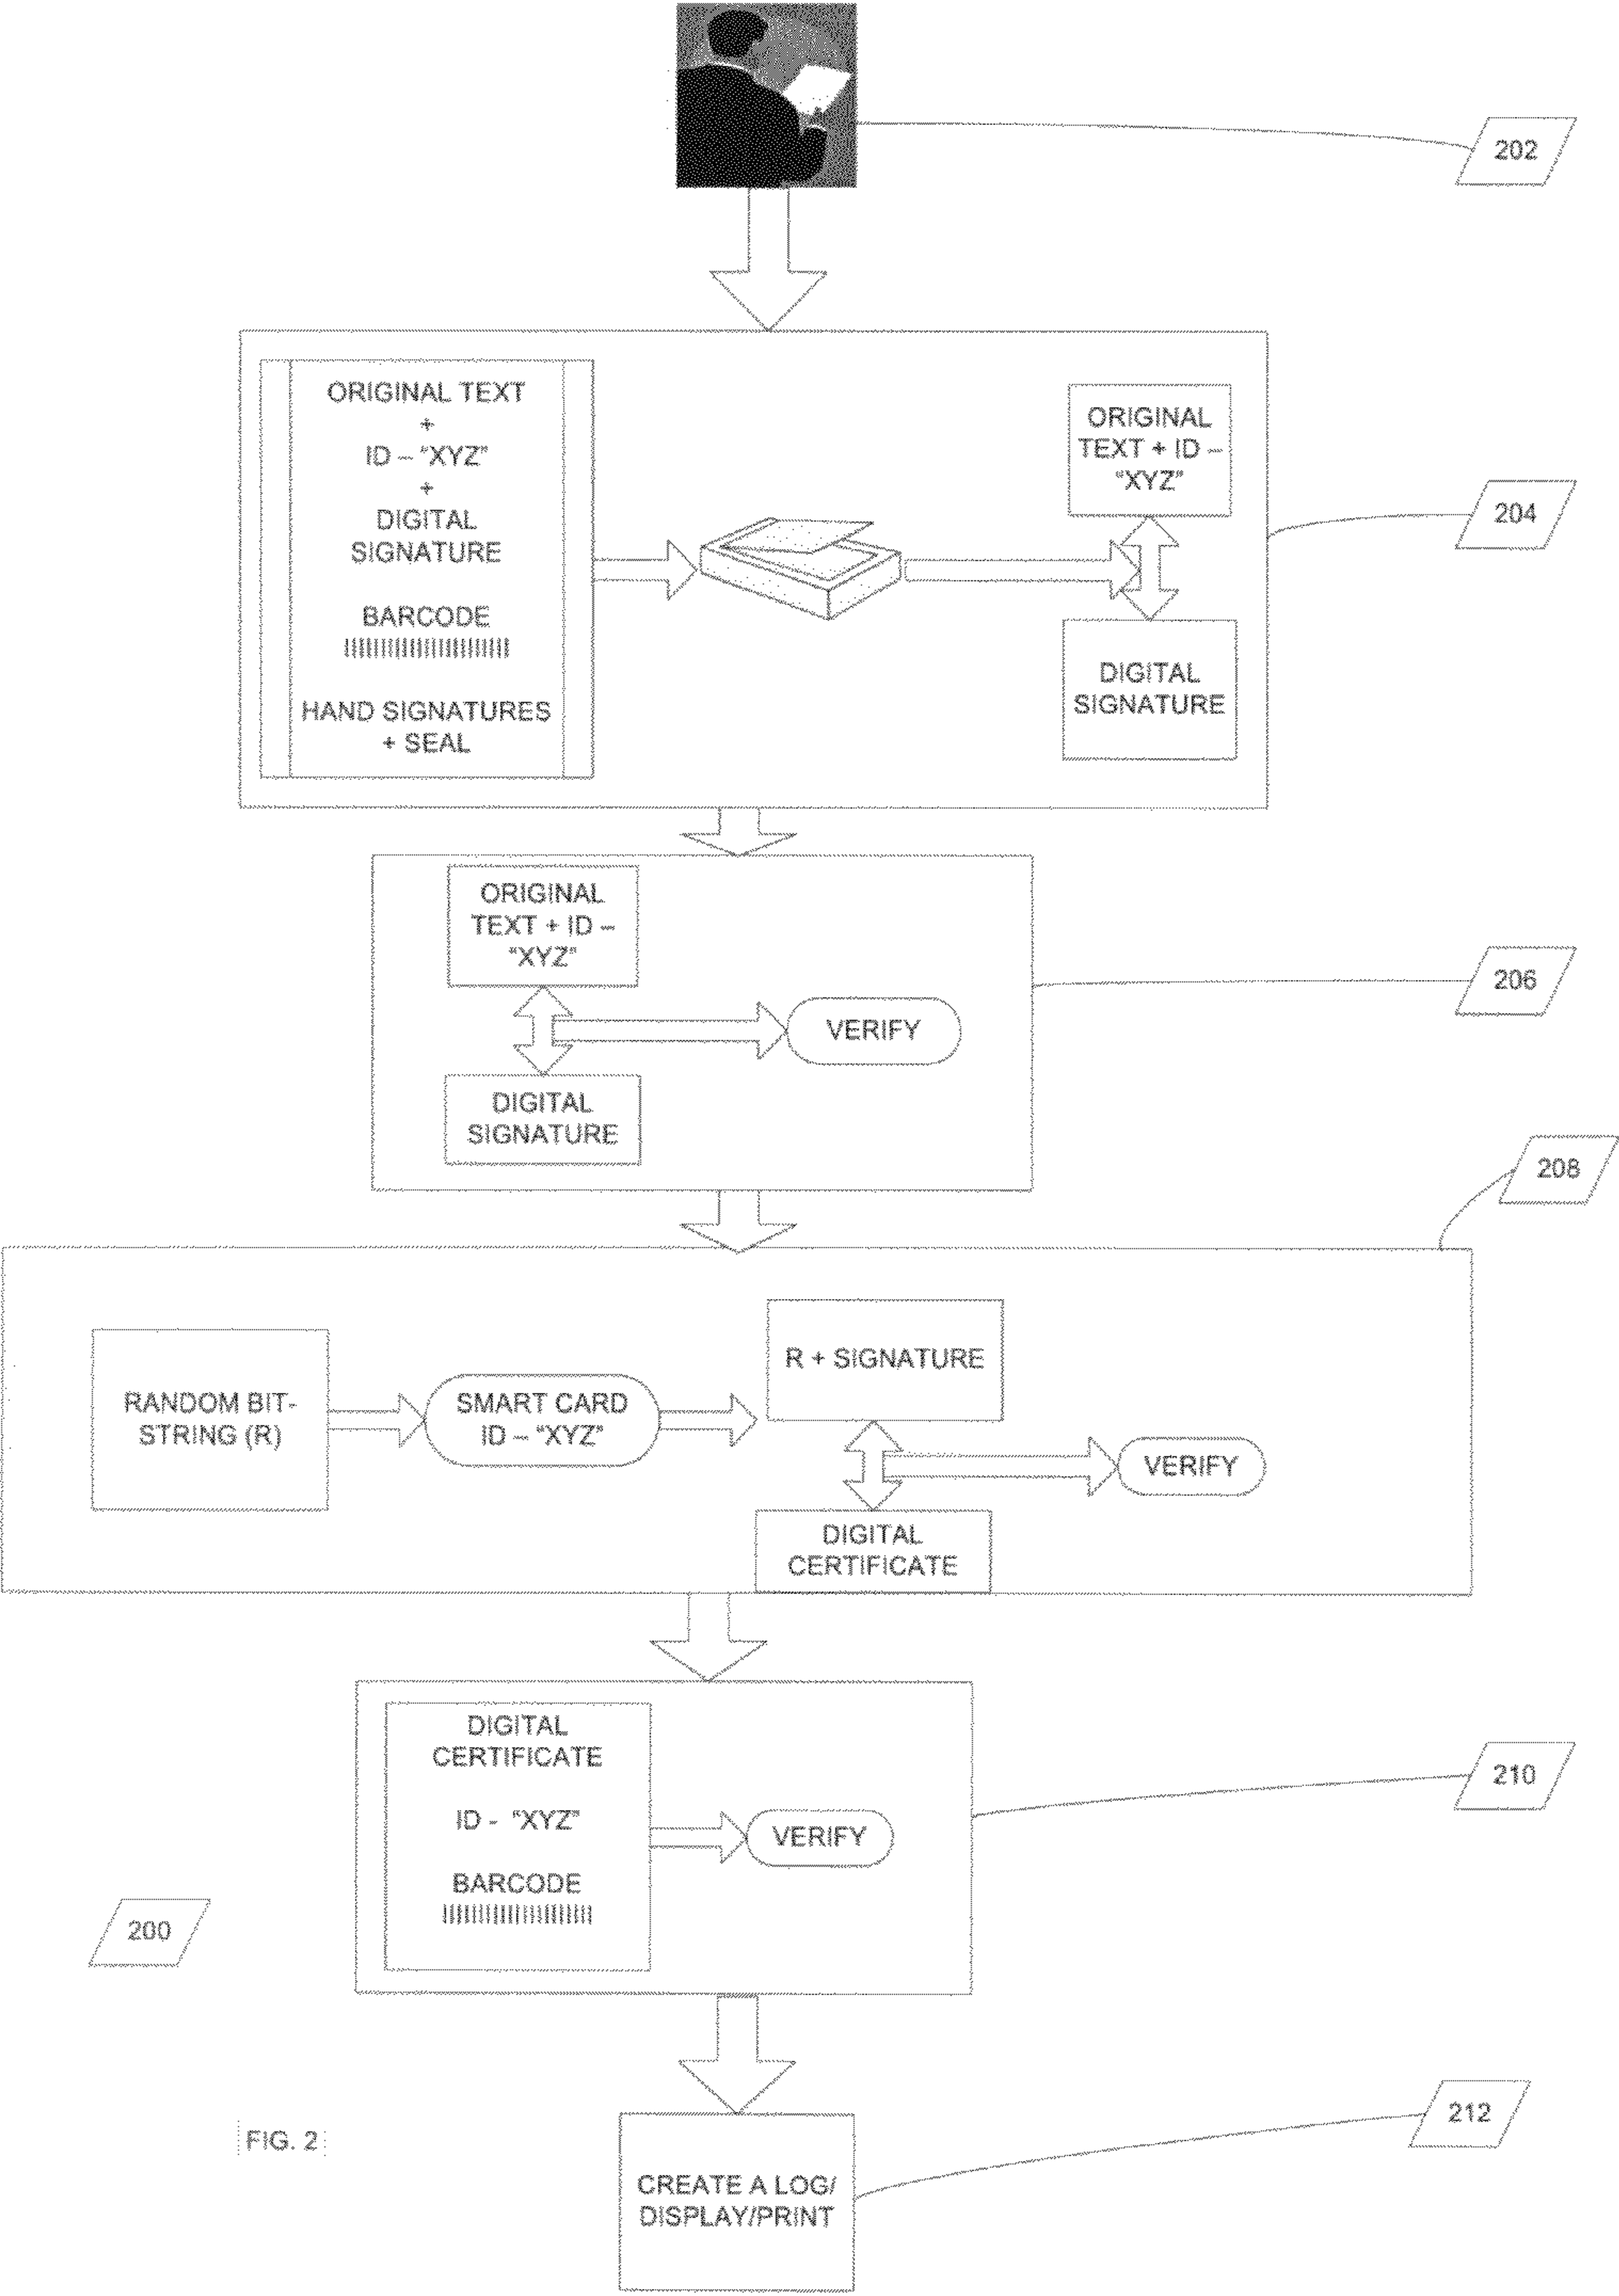 202
ORIGINAL TEXT
+
ID – “XYZ”
+
DIGITAL
SIGNATURE
BARCODE
HAND SIGNATURES
+ SEAL
ORIGINAL
TEXT + ID –
“XYZ”
DIGITAL
SIGNATURE
204
ORIGINAL
TEXT + ID –
“XYZ”
DIGITAL
SIGNATURE
VERIFY
206
208
RANDOM BIT-
STRING (R)
SMART CARD
ID – “XYZ”
R + SIGNATURE
DIGITAL
CERTIFICATE
VERIFY
DIGITAL
CERTIFICATE
ID - “XYZ”
BARCODE
VERIFY
210
200
212
FIG. 2
CREATE A LOG/
DISPLAY/PRINT